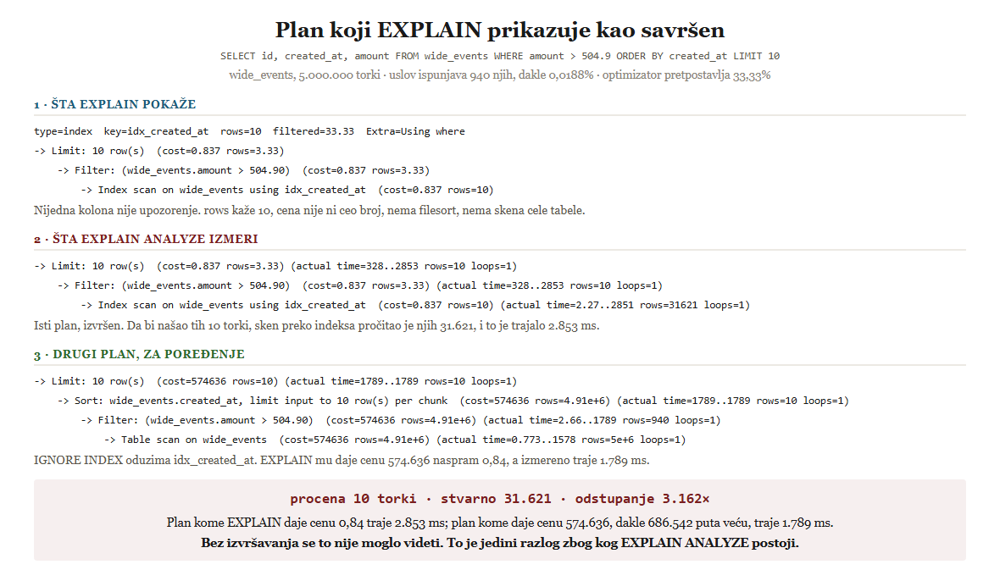 Plan koji EXPLAIN prikazuje kao savršen
SELECT id, created_at, amount FROM wide_events WHERE amount > 504.9 ORDER BY created_at LIMIT 10
wide_events, 5.000.000 torki · uslov ispunjava 940 njih, dakle 0,0188% · optimizator pretpostavlja 33,33%
1 · ŠTA EXPLAIN POKAŽE
type=index  key=idx_created_at  rows=10  filtered=33.33  Extra=Using where
-> Limit: 10 row(s)  (cost=0.837 rows=3.33)
    -> Filter: (wide_events.amount > 504.90)  (cost=0.837 rows=3.33)
        -> Index scan on wide_events using idx_created_at  (cost=0.837 rows=10)
Nijedna kolona nije upozorenje. rows kaže 10, cena nije ni ceo broj, nema filesort, nema skena cele tabele.
2 · ŠTA EXPLAIN ANALYZE IZMERI
-> Limit: 10 row(s)  (cost=0.837 rows=3.33) (actual time=328..2853 rows=10 loops=1)
    -> Filter: (wide_events.amount > 504.90)  (cost=0.837 rows=3.33) (actual time=328..2853 rows=10 loops=1)
        -> Index scan on wide_events using idx_created_at  (cost=0.837 rows=10) (actual time=2.27..2851 rows=31621 loops=1)
Isti plan, izvršen. Da bi našao tih 10 torki, sken preko indeksa pročitao je njih 31.621, i to je trajalo 2.853 ms.
3 · DRUGI PLAN, ZA POREĐENJE
-> Limit: 10 row(s)  (cost=574636 rows=10) (actual time=1789..1789 rows=10 loops=1)
    -> Sort: wide_events.created_at, limit input to 10 row(s) per chunk  (cost=574636 rows=4.91e+6) (actual time=1789..1789 rows=10 loops=1)
        -> Filter: (wide_events.amount > 504.90)  (cost=574636 rows=4.91e+6) (actual time=2.66..1789 rows=940 loops=1)
            -> Table scan on wide_events  (cost=574636 rows=4.91e+6) (actual time=0.773..1578 rows=5e+6 loops=1)
IGNORE INDEX oduzima idx_created_at. EXPLAIN mu daje cenu 574.636 naspram 0,84, a izmereno traje 1.789 ms.
procena 10 torki · stvarno 31.621 · odstupanje 3.162×
Plan kome EXPLAIN daje cenu 0,84 traje 2.853 ms; plan kome daje cenu 574.636, dakle 686.542 puta veću, traje 1.789 ms.
Bez izvršavanja se to nije moglo videti. To je jedini razlog zbog kog EXPLAIN ANALYZE postoji.